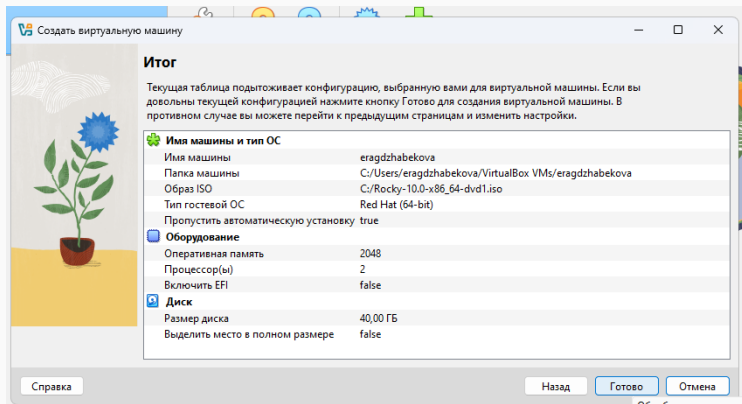 Создать виртуальную машину
Итог
Текущая таблица подытоживает конфигурацию, выбранную вами для виртуальной машины. Если вы
довольны текущей конфигурацией нажмите кнопку Готово для создания виртуальной машины. В
противном случае вы можете перейти к предыдущим страницам и изменить настройки.
Имя машины и тип ОС
Имя машины eragdzhabekova
Папка машины C:/Users/eragdzhabekova/VirtualBox VMs/eragdzhabekova
Образ ISO C:/Rocky-10.0-x86_64-dvd1.iso
Тип гостевой ОС Red Hat (64-bit)
Пропустить автоматическую установку true
Оборудование
Оперативная память 2048
Процессор(ы) 2
Включить EFI false
Диск
Размер диска 40,00 ГБ
Выделить место в полном размере false
Справка Назад Готово Отмена